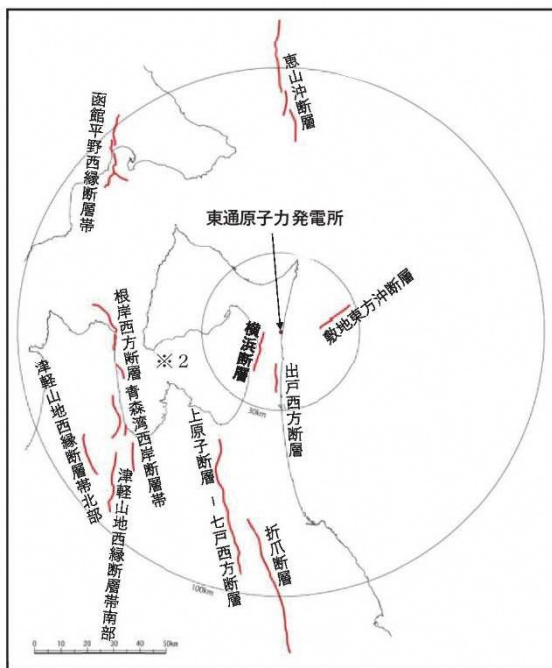 恵山沖断層
函館平野西縁断層帯
東通原子力発電所
敷地東方沖断層
横浜断層
根岸西方断層
※2
出戸西方断層
30km
青森湾西岸断層帯
上原子断層－七戸西方断層
津軽山地西縁断層帯北部
津軽山地西縁断層帯南部
折爪断層
100km
0 10 20 30 40 50km